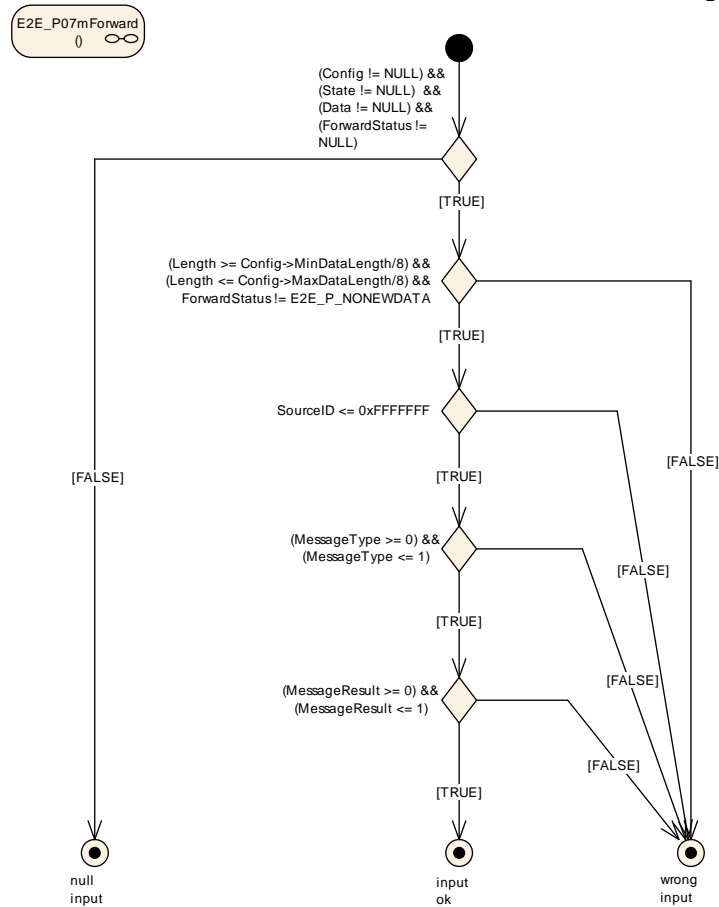 E2E_P07mForward
()
(Config != NULL) &&
(State != NULL) &&
(Data != NULL) &&
(ForwardStatus !=
NULL)
[TRUE]
(Length >= Config->MinDataLength/8) &&
(Length <= Config->MaxDataLength/8) &&
ForwardStatus != E2E_P_NONEWDATA
[TRUE]
SourceID <= 0xFFFFFFF
[FALSE]
[FALSE]
[TRUE]
(MessageType >= 0) &&
(MessageType <= 1)
[FALSE]
[TRUE]
[FALSE]
(MessageResult >= 0) &&
(MessageResult <= 1)
[FALSE]
[TRUE]
null
input
input
ok
wrong
input